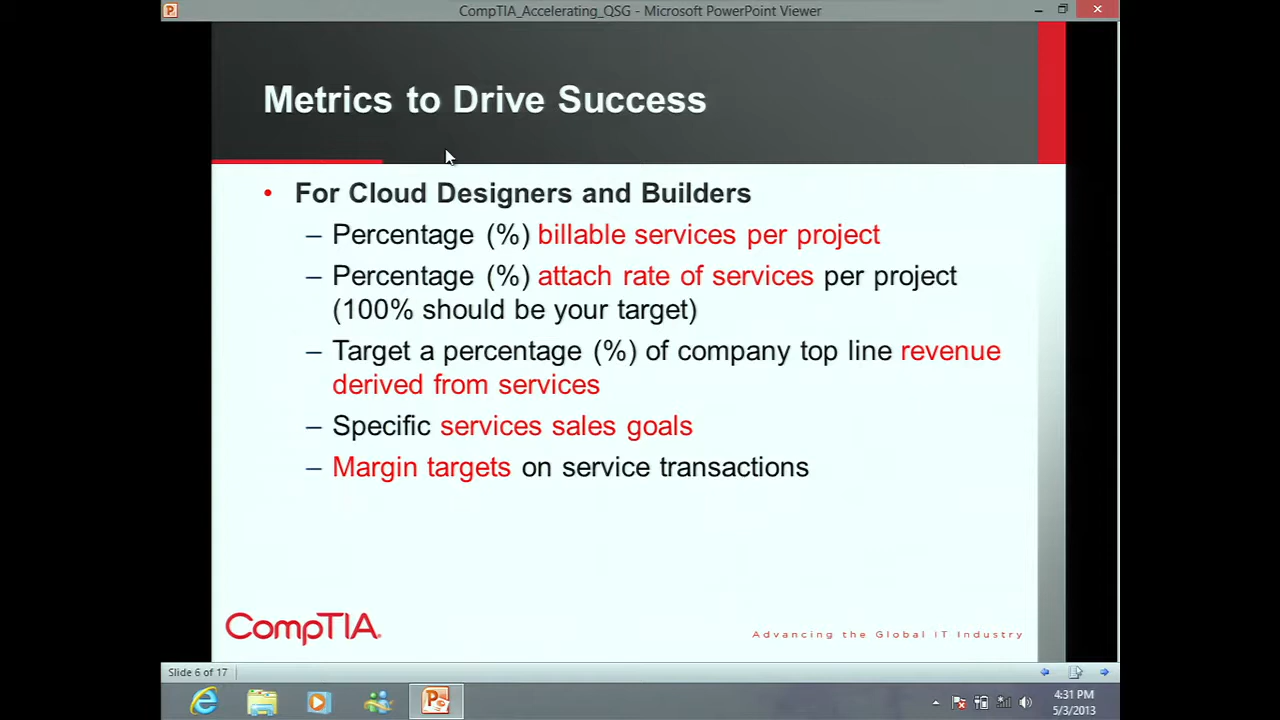 CompTIA_Accelerating_QSG - Microsoft PowerPoint Viewer
Metrics to Drive Success
• For Cloud Designers and Builders
– Percentage (%) billable services per project
– Percentage (%) attach rate of services per project
(100% should be your target)
– Target a percentage (%) of company top line revenue
derived from services
– Specific services sales goals
– Margin targets on service transactions
CompTIA®
Advancing the Global IT Industry
Slide 6 of 17
4:31 PM
5/3/2013